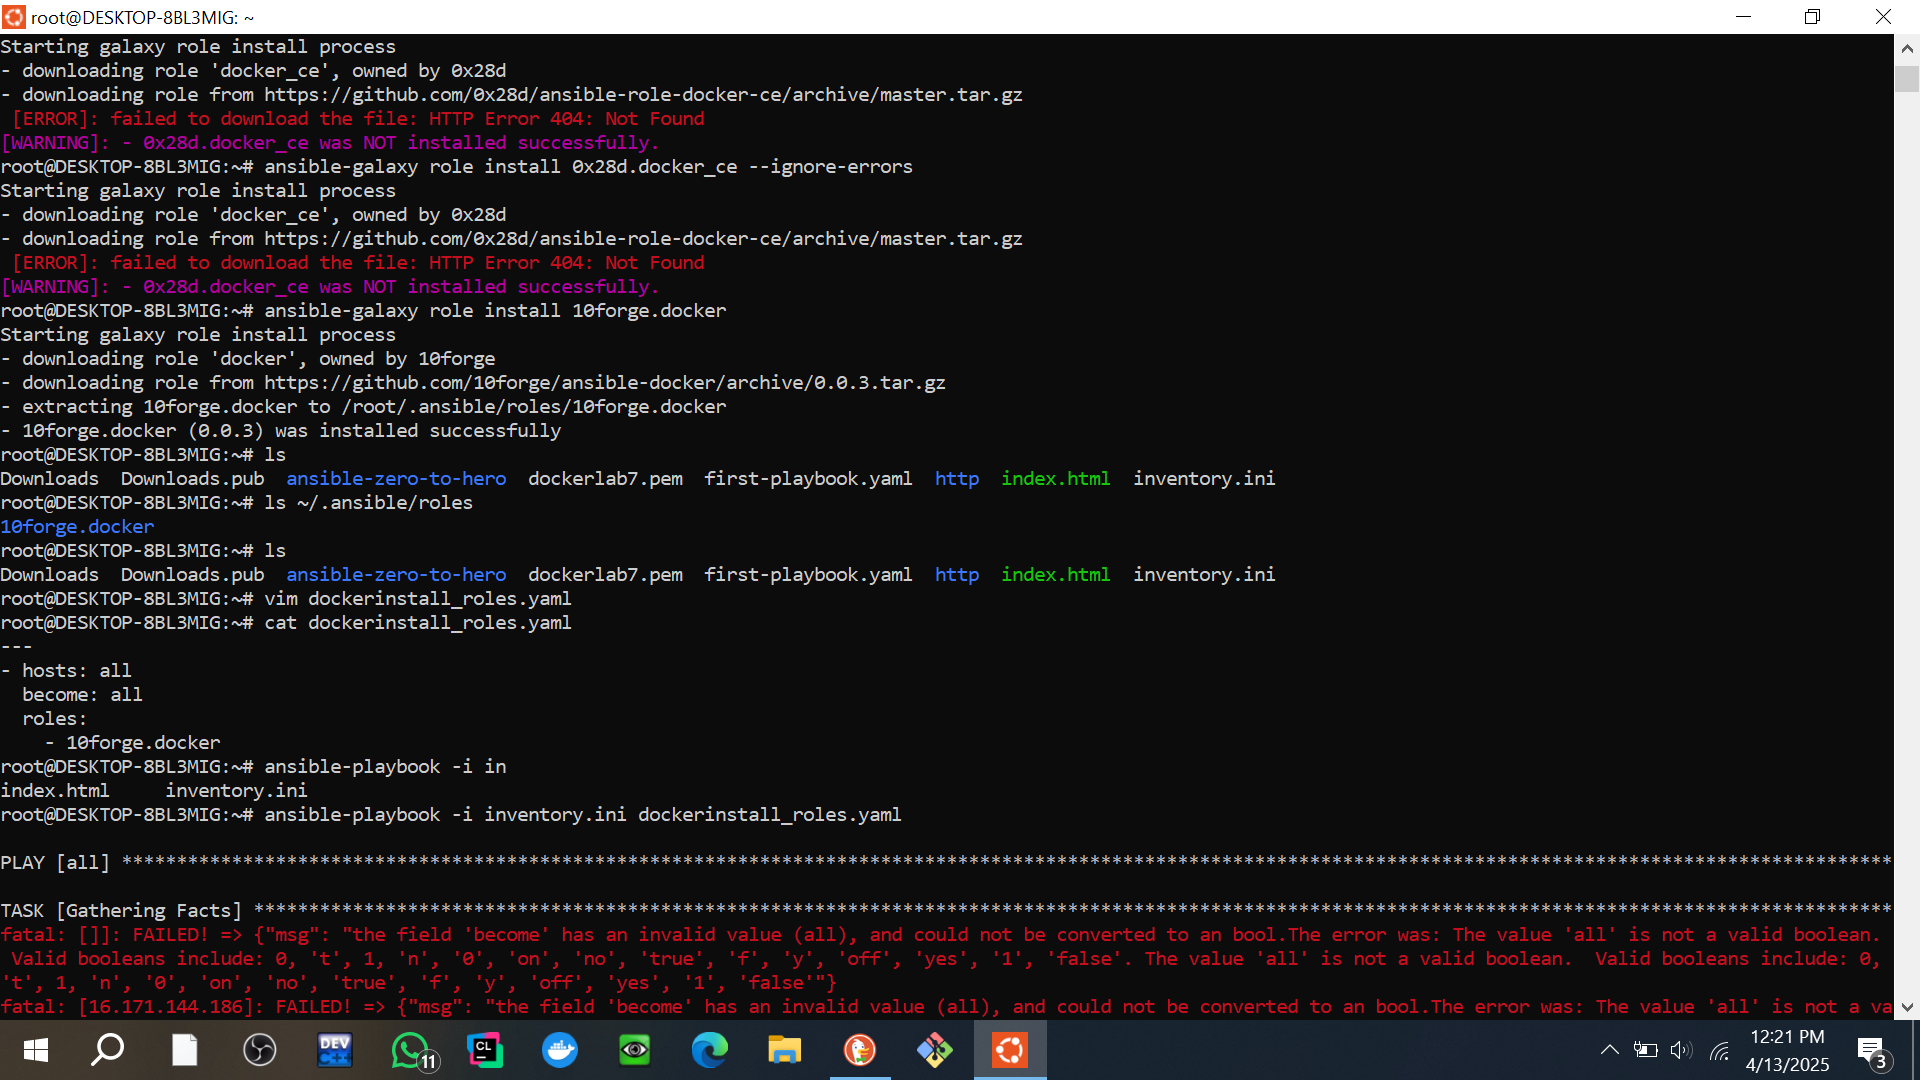 root@DESKTOP-8BL3MIG: ~
Starting galaxy role install process
- downloading role 'docker_ce', owned by 0x28d
- downloading role from https://github.com/0x28d/ansible-role-docker-ce/archive/master.tar.gz
[ERROR]: failed to download the file: HTTP Error 404: Not Found
[WARNING]: - 0x28d.docker_ce was NOT installed successfully.
root@DESKTOP-8BL3MIG:~# ansible-galaxy role install 0x28d.docker_ce --ignore-errors
Starting galaxy role install process
- downloading role 'docker_ce', owned by 0x28d
- downloading role from https://github.com/0x28d/ansible-role-docker-ce/archive/master.tar.gz
[ERROR]: failed to download the file: HTTP Error 404: Not Found
[WARNING]: - 0x28d.docker_ce was NOT installed successfully.
root@DESKTOP-8BL3MIG:~# ansible-galaxy role install 10forge.docker
Starting galaxy role install process
- downloading role 'docker', owned by 10forge
- downloading role from https://github.com/10forge/ansible-docker/archive/0.0.3.tar.gz
- extracting 10forge.docker to /root/.ansible/roles/10forge.docker
- 10forge.docker (0.0.3) was installed successfully
root@DESKTOP-8BL3MIG:~# ls
Downloads  Downloads.pub  ansible-zero-to-hero  dockerlab7.pem  first-playbook.yaml  http  index.html  inventory.ini
root@DESKTOP-8BL3MIG:~# ls ~/.ansible/roles
10forge.docker
root@DESKTOP-8BL3MIG:~# ls
Downloads  Downloads.pub  ansible-zero-to-hero  dockerlab7.pem  first-playbook.yaml  http  index.html  inventory.ini
root@DESKTOP-8BL3MIG:~# vim dockerinstall_roles.yaml
root@DESKTOP-8BL3MIG:~# cat dockerinstall_roles.yaml
---
- hosts: all
  become: all
  roles:
    - 10forge.docker
root@DESKTOP-8BL3MIG:~# ansible-playbook -i in
index.html     inventory.ini
root@DESKTOP-8BL3MIG:~# ansible-playbook -i inventory.ini dockerinstall_roles.yaml
PLAY [all] *****************************************************************************************************************************************************************
TASK [Gathering Facts] *****************************************************************************************************************************************************
fatal: []]: FAILED! => {"msg": "the field 'become' has an invalid value (all), and could not be converted to an bool.The error was: The value 'all' is not a valid boolean.
Valid booleans include: 0, 't', 1, 'n', '0', 'on', 'no', 'true', 'f', 'y', 'off', 'yes', '1', 'false'. The value 'all' is not a valid boolean.  Valid booleans include: 0,
't', 1, 'n', '0', 'on', 'no', 'true', 'f', 'y', 'off', 'yes', '1', 'false'"}
fatal: [16.171.144.186]: FAILED! => {"msg": "the field 'become' has an invalid value (all), and could not be converted to an bool.The error was: The value 'all' is not a va
DEV
C++
11
CL
12:21 PM
4/13/2025
3